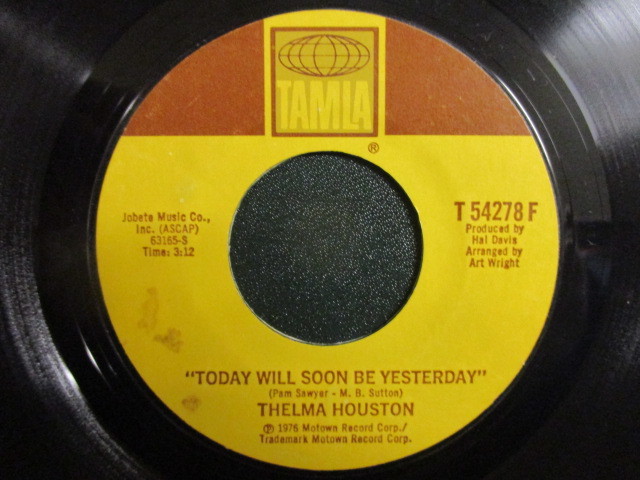 TAMLA
®
Jobete Music Co.,
Inc. (ASCAP)
63165-S
Time: 3:12
T 54278 F
Produced by
Hal Davis
Arranged by
Art Wright
"TODAY WILL SOON BE YESTERDAY"
(Pam Sawyer - M. B. Sutton)
THELMA HOUSTON
℗ 1976 Motown Record Corp./
Trademark Motown Record Corp.